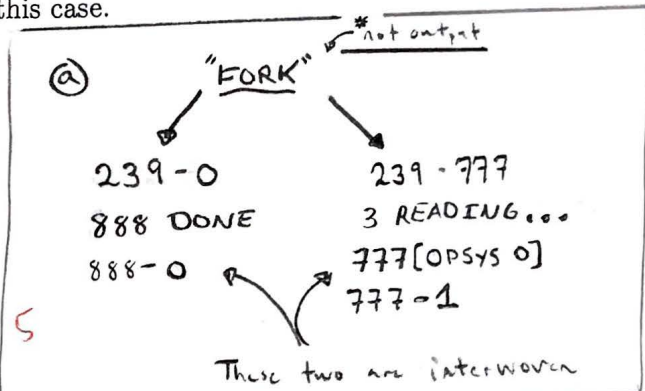 this case.
*not output
ⓐ "FORK"
239-0
888 DONE
888-0
239-777
3 READING...
777[OPSYS 0]
777-1
5
These two are interwoven